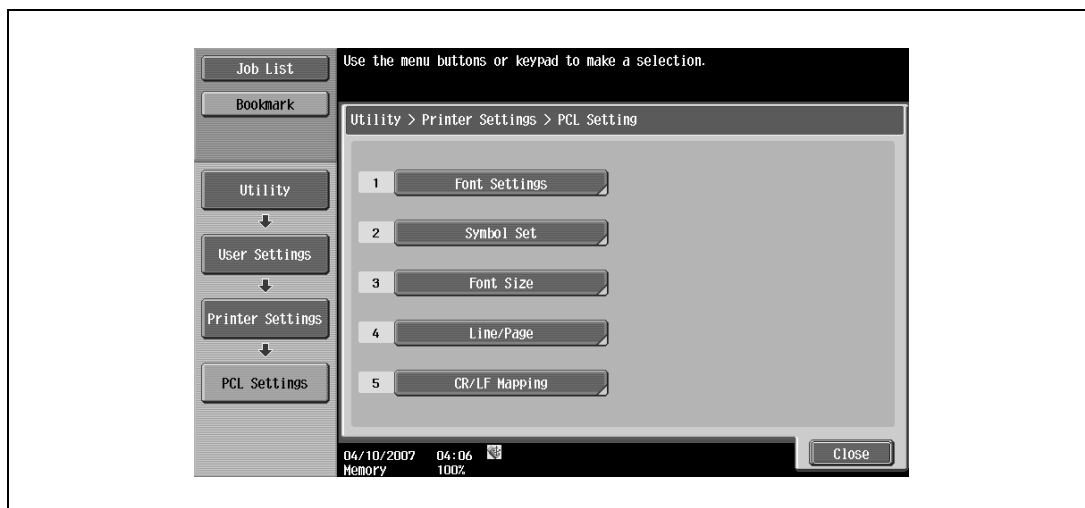 Job List
Bookmark
Use the menu buttons or keypad to make a selection.
Utility > Printer Settings > PCL Setting
Utility
User Settings
Printer Settings
PCL Settings
1 Font Settings
2 Symbol Set
3 Font Size
4 Line/Page
5 CR/LF Mapping
04/10/2007 04:06
Memory 100%
Close